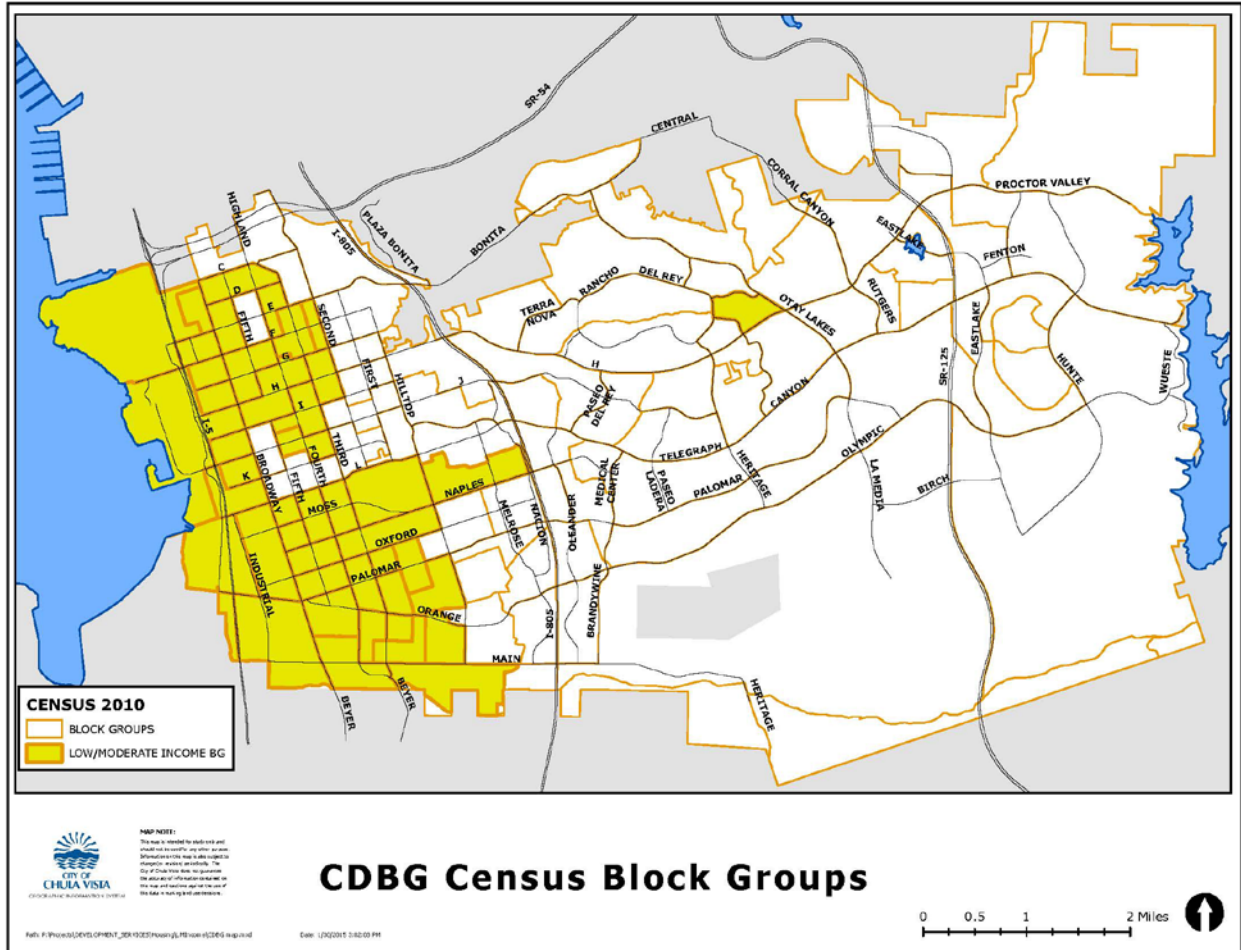 SR-54
CENTRAL
CORRAL CANYON
PROCTOR VALLEY
HIGHLAND
I-805
PLAZA BONITA
BONITA
EASTLAKE
FENTON
C
D
E
F
FIFTH
SECOND
TERRA
NOVA
RANCHO
DEL REY
OTAY LAKES
RUTGERS
G
H
I
FIRST
HILLTOP
J
H
SR-125
EASTLAKE
HUNTE
WUESTE
I-5
PASEO
DEL REY
CANYON
K
BROADWAY
FIFTH
FOURTH
THIRD
L
TELEGRAPH
HERITAGE
OLYMPIC
MOSS
NAPLES
MEDICAL
CENTER
PASEO
LADERA
PALOMAR
LA MEDIA
BIRCH
OXFORD
MELROSE
NACION
OLEANDER
INDUSTRIAL
PALOMAR
ORANGE
I-805
BRANDYWINE
MAIN
HERITAGE
BEYER
BEYER
CENSUS 2010
BLOCK GROUPS
LOW/MODERATE INCOME BG
CITY OF
CHULA VISTA
MAP NOTE:
CDBG Census Block Groups
0 0.5 1 2 Miles